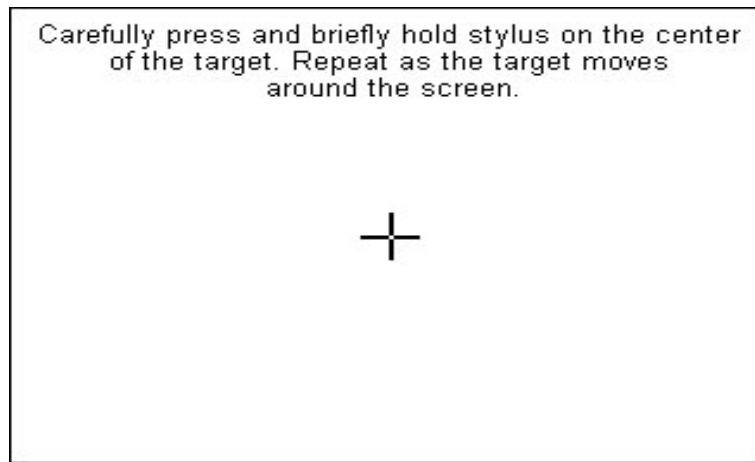 Carefully press and briefly hold stylus on the center
of the target. Repeat as the target moves
around the screen.